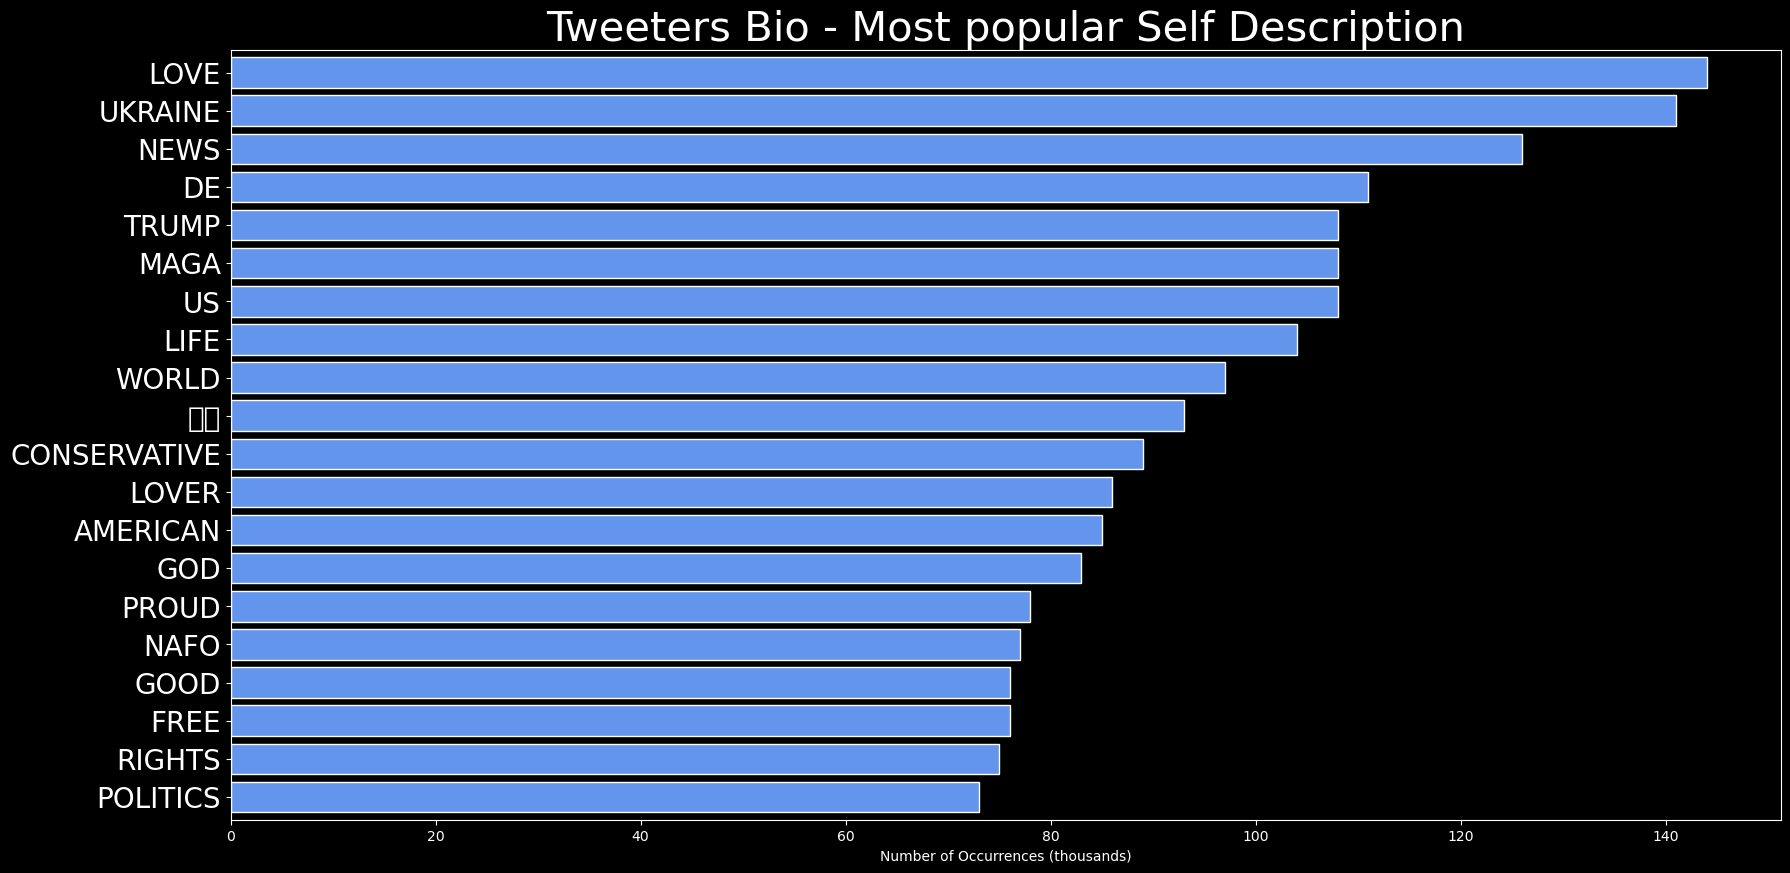 Tweeters Bio - Most popular Self Description
LOVE
UKRAINE
NEWS
DE
TRUMP
MAGA
US
LIFE
WORLD
CONSERVATIVE
LOVER
AMERICAN
GOD
PROUD
NAFO
GOOD
FREE
RIGHTS
POLITICS
0 20 40 60 80 100 120 140
Number of Occurrences (thousands)